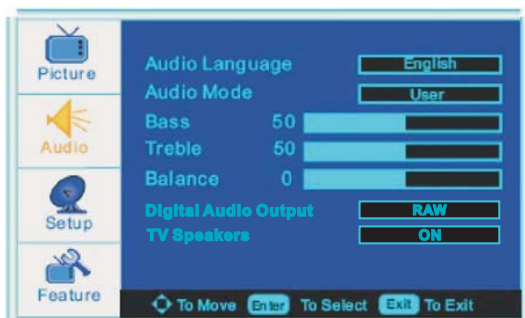 Picture
Audio
Setup
Feature
Audio Language English
Audio Mode User
Bass 50
Treble 50
Balance 0
Digital Audio Output RAW
TV Speakers ON
To Move Enter To Select Exit To Exit